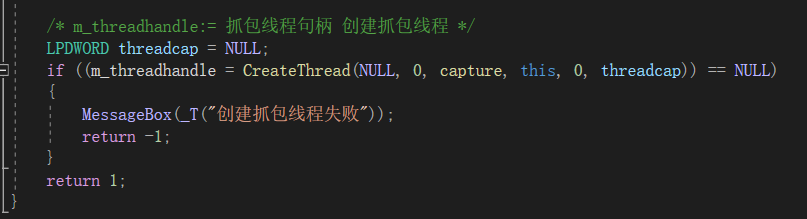 /* m_threadhandle:= 抓包线程句柄 创建抓包线程 */
LPDWORD threadcap = NULL;
if ((m_threadhandle = CreateThread(NULL, 0, capture, this, 0, threadcap)) == NULL)
{
MessageBox(_T("创建抓包线程失败"));
return -1;
}
return 1;
}